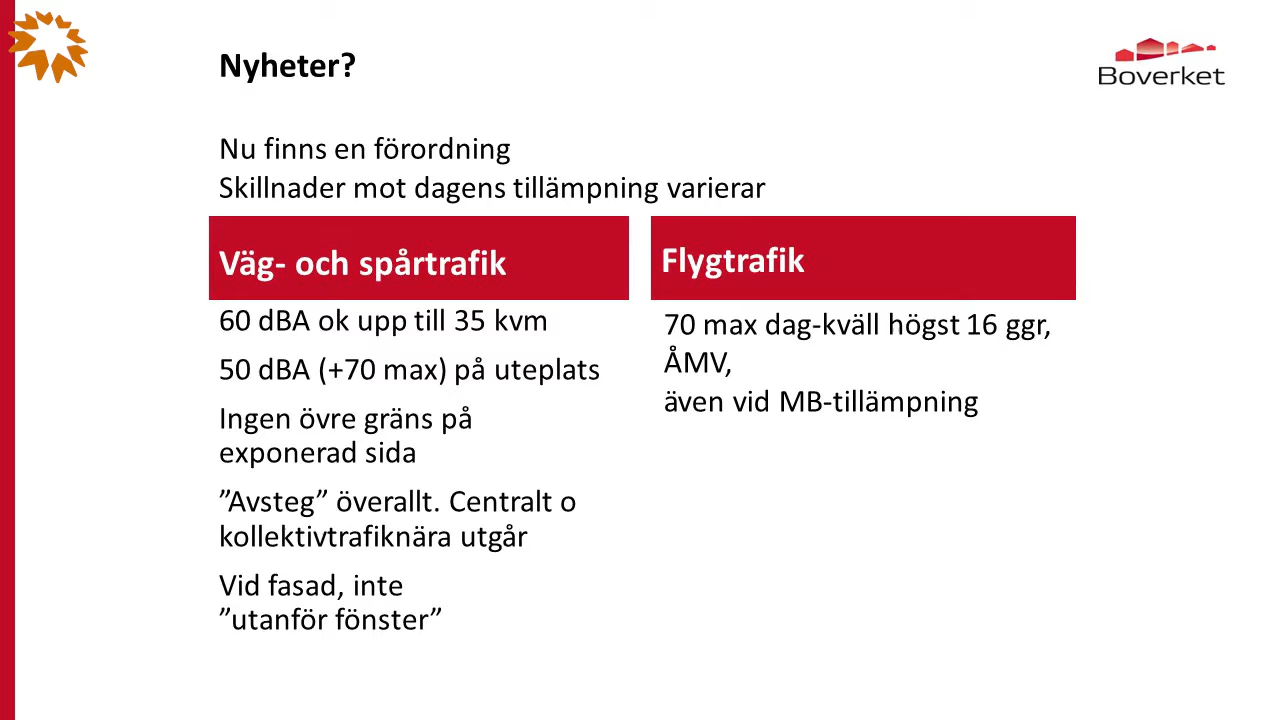 Nyheter?
Boverket
Nu finns en förordning
Skillnader mot dagens tillämpning varierar
Väg- och spårtrafik
60 dBA ok upp till 35 kvm
50 dBA (+70 max) på uteplats
Ingen övre gräns på
exponerad sida
”Avsteg” överallt. Centralt o
kollektivtrafiknära utgår
Vid fasad, inte
”utanför fönster”
Flygtrafik
70 max dag-kväll högst 16 ggr,
ÅMV,
även vid MB-tillämpning